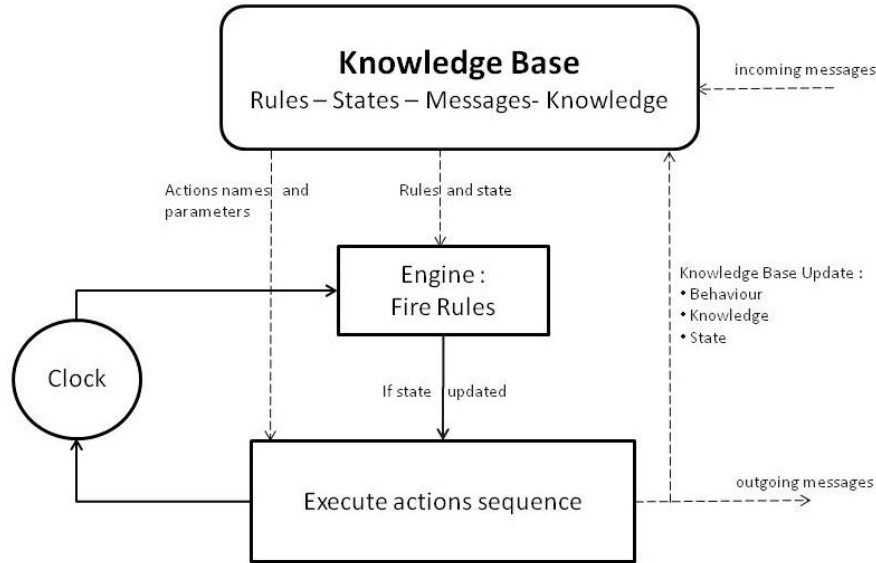 Knowledge Base
Rules – States – Messages- Knowledge
incoming messages
Actions names and
parameters
Rules and state
Engine :
Fire Rules
Knowledge Base Update :
• Behaviour
• Knowledge
• State
Clock
If state updated
Execute actions sequence
outgoing messages